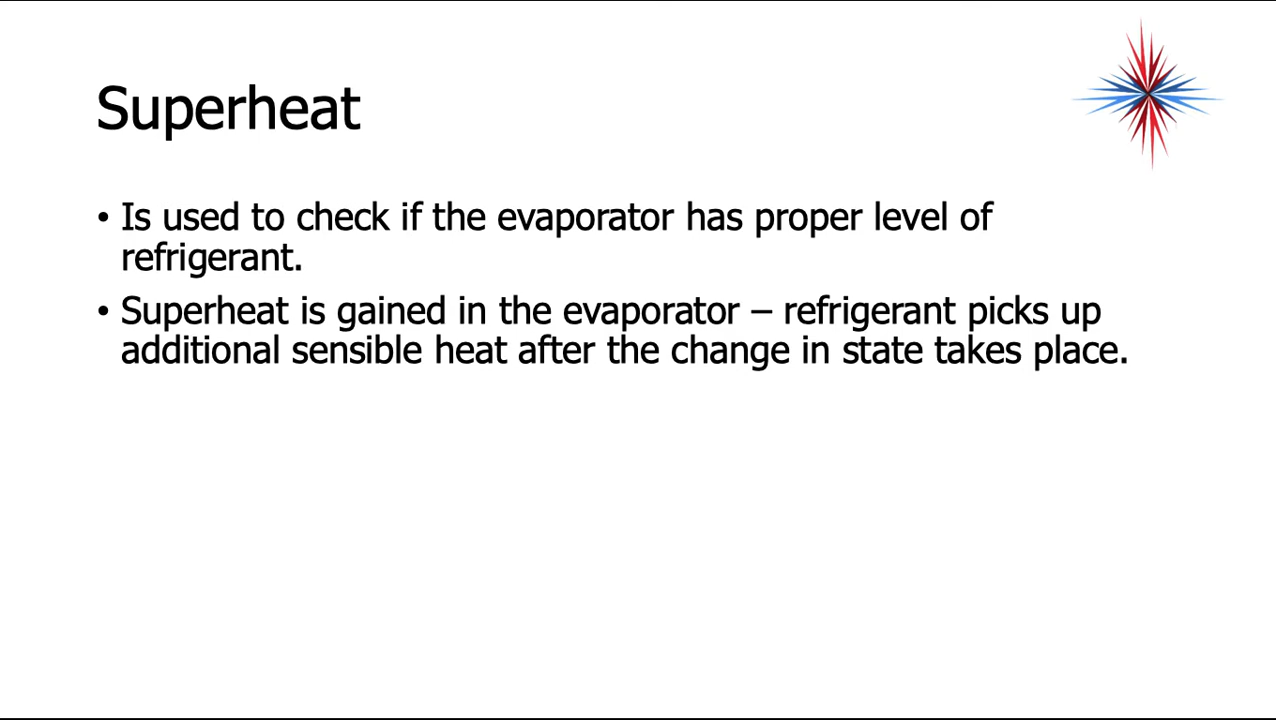 Superheat
• Is used to check if the evaporator has proper level of
refrigerant.
• Superheat is gained in the evaporator – refrigerant picks up
additional sensible heat after the change in state takes place.